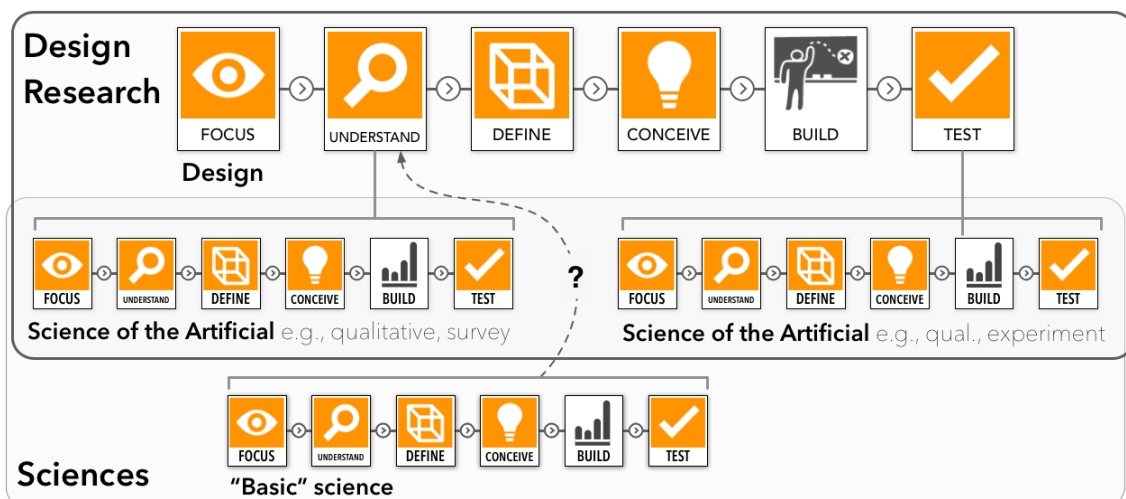 Design
Research
FOCUS
UNDERSTAND
DEFINE
CONCEIVE
BUILD
TEST
Design
FOCUS
UNDERSTAND
DEFINE
CONCEIVE
BUILD
TEST
?
FOCUS
UNDERSTAND
DEFINE
CONCEIVE
BUILD
TEST
Science of the Artificial e.g., qualitative, survey
Science of the Artificial e.g., qual., experiment
FOCUS
UNDERSTAND
DEFINE
CONCEIVE
BUILD
TEST
Sciences
“Basic” science